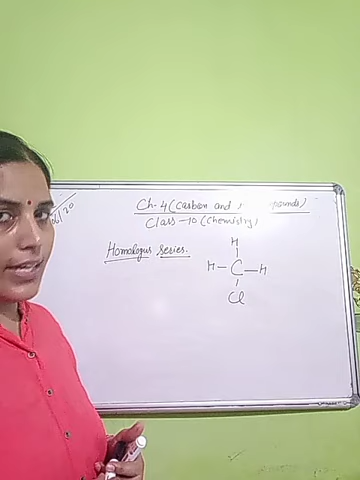 Ch-4 (Carbon and
Class-10 (Chemistry)
Homologus series.
H
H-C-H
Cl